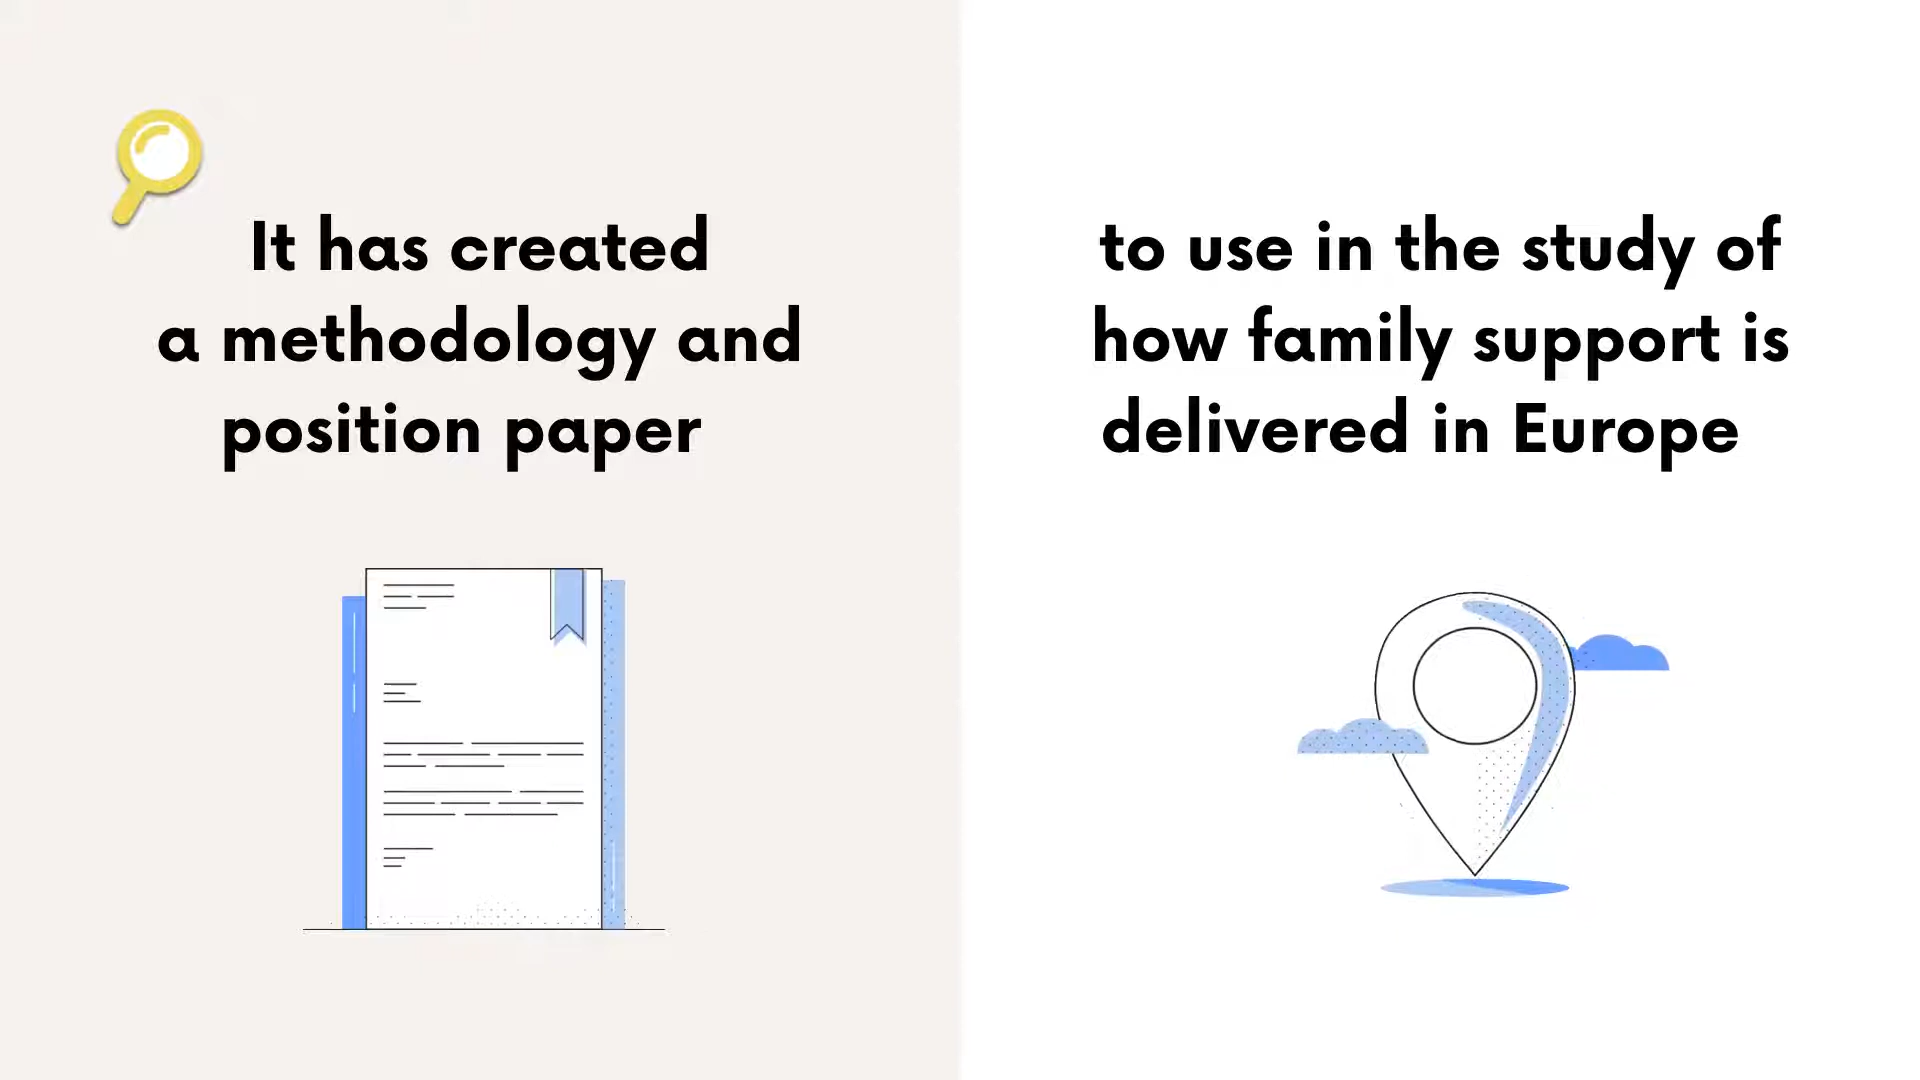 It has created
a methodology and
position paper
to use in the study of
how family support is
delivered in Europe